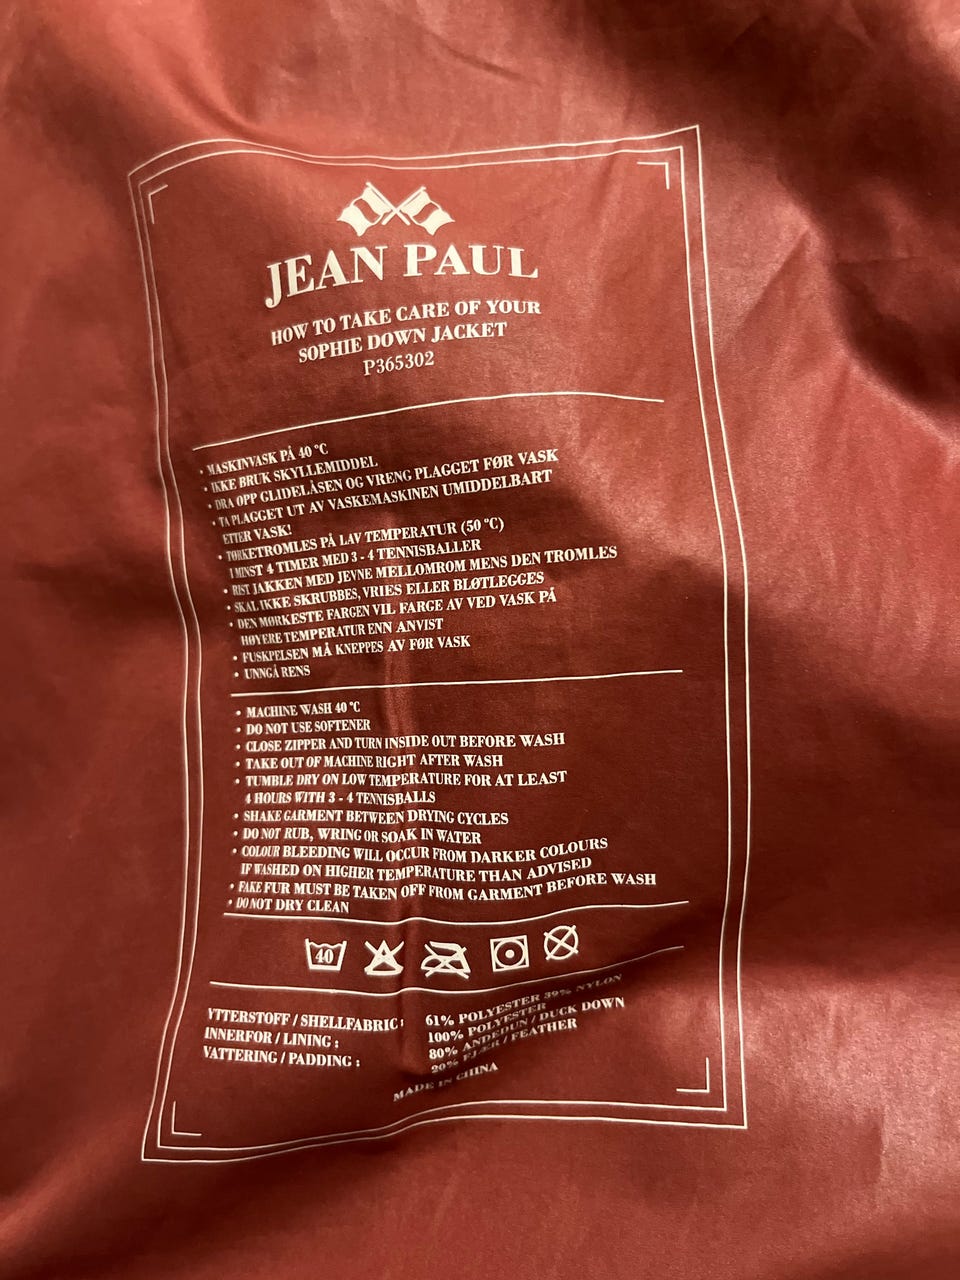 JEAN PAUL
HOW TO TAKE CARE OF YOUR
SOPHIE DOWN JACKET
P365302
• MASKINVASK PÅ 40 °C
• IKKE BRUK SKYLLEMIDDEL
• DRA OPP GLIDELÅSEN OG VRENG PLAGGET FØR VASK
• TA PLAGGET UT AV VASKEMASKINEN UMIDDELBART
ETTER VASK!
• TØRKETROMLES PÅ LAV TEMPERATUR (50 °C)
I MINST 4 TIMER MED 3 - 4 TENNISBALLER
• RIST JAKKEN MED JEVNE MELLOMROM MENS DEN TROMLES
• SKAL IKKE SKRUBBES, VRIES ELLER BLØTLEGGES
• DEN MØRKESTE FARGEN VIL FARGE AV VED VASK PÅ
HØYERE TEMPERATUR ENN ANVIST
• FUSKPELSEN MÅ KNEPPES AV FØR VASK
• UNNGÅ RENS
• MACHINE WASH 40 °C
• DO NOT USE SOFTENER
• CLOSE ZIPPER AND TURN INSIDE OUT BEFORE WASH
• TAKE OUT OF MACHINE RIGHT AFTER WASH
• TUMBLE DRY ON LOW TEMPERATURE FOR AT LEAST
4 HOURS WITH 3 - 4 TENNISBALLS
• SHAKE GARMENT BETWEEN DRYING CYCLES
• DO NOT RUB, WRING OR SOAK IN WATER
• COLOUR BLEEDING WILL OCCUR FROM DARKER COLOURS
IF WASHED ON HIGHER TEMPERATURE THAN ADVISED
• FAKE FUR MUST BE TAKEN OFF FROM GARMENT BEFORE WASH
• DO NOT DRY CLEAN
40
YTTERSTOFF / SHELLFABRIC : 61% POLYESTER 39% NYLON
INNERFOR / LINING : 100% POLYESTER
VATTERING / PADDING : 80% ANDEDUN / DUCK DOWN
20% FJÆR / FEATHER
MADE IN CHINA